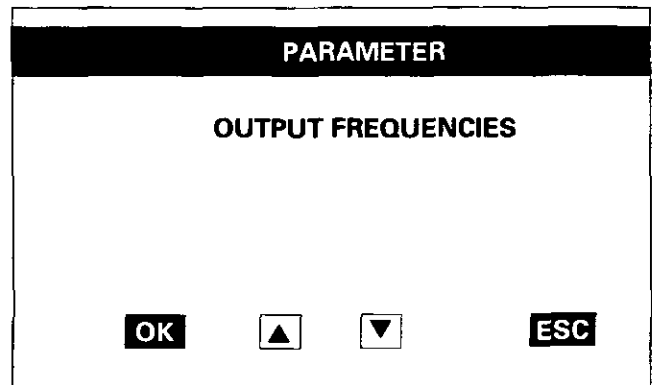 PARAMETER
OUTPUT FREQUENCIES
OK ▲ ▼ ESC